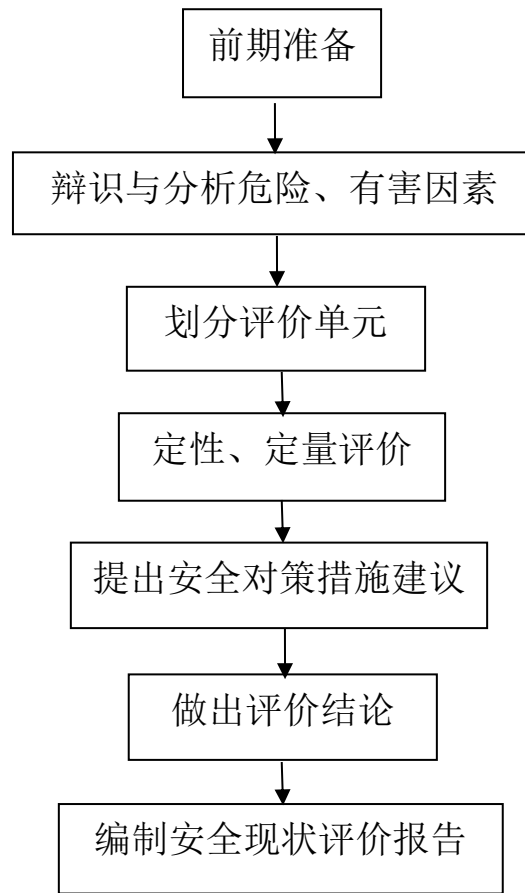 前期准备
辩识与分析危险、有害因素
划分评价单元
定性、定量评价
提出安全对策措施建议
做出评价结论
编制安全现状评价报告